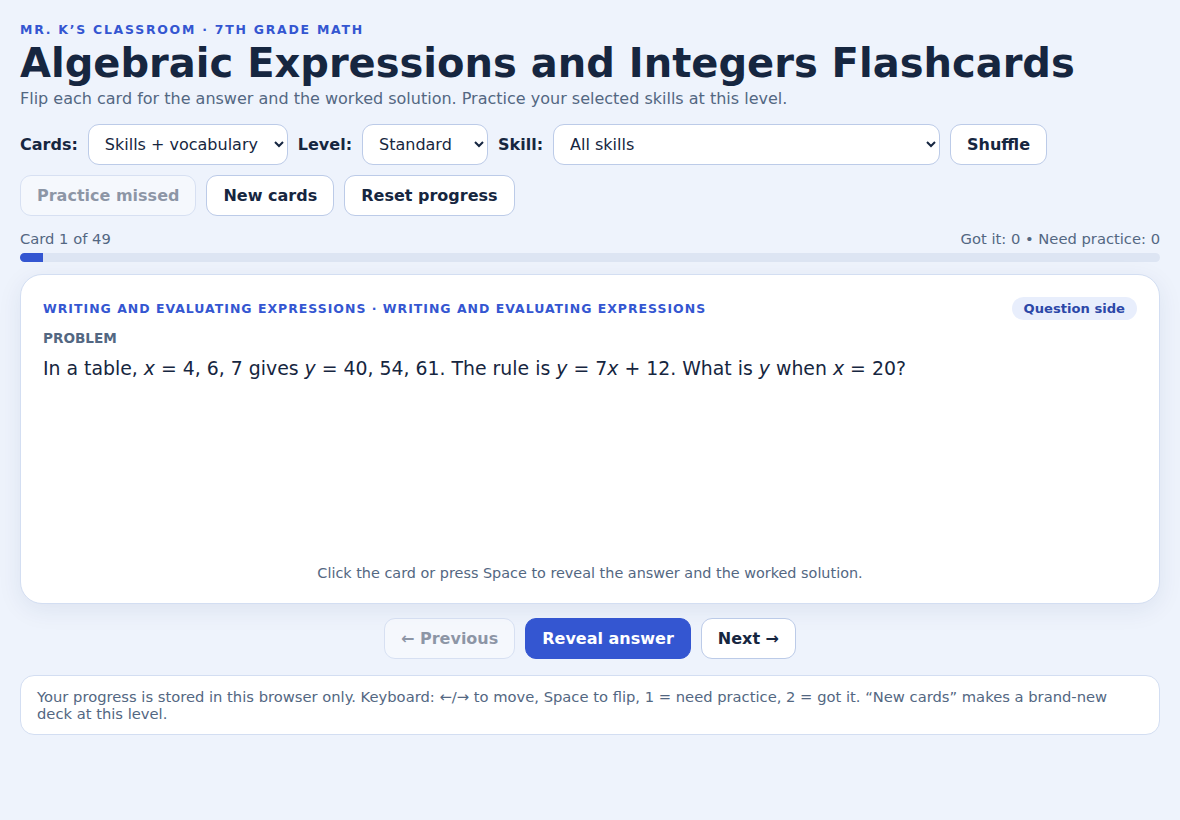 MR. K’S CLASSROOM · 7TH GRADE MATH
Algebraic Expressions and Integers Flashcards
Flip each card for the answer and the worked solution. Practice your selected skills at this level.
Cards: Skills + vocabulary Level: Standard Skill: All skills Shuffle
Practice missed New cards Reset progress
Card 1 of 49 Got it: 0 • Need practice: 0
WRITING AND EVALUATING EXPRESSIONS · WRITING AND EVALUATING EXPRESSIONS Question side
PROBLEM
In a table, x = 4, 6, 7 gives y = 40, 54, 61. The rule is y = 7x + 12. What is y when x = 20?
Click the card or press Space to reveal the answer and the worked solution.
← Previous Reveal answer Next →
Your progress is stored in this browser only. Keyboard: ←/→ to move, Space to flip, 1 = need practice, 2 = got it. “New cards” makes a brand-new
deck at this level.